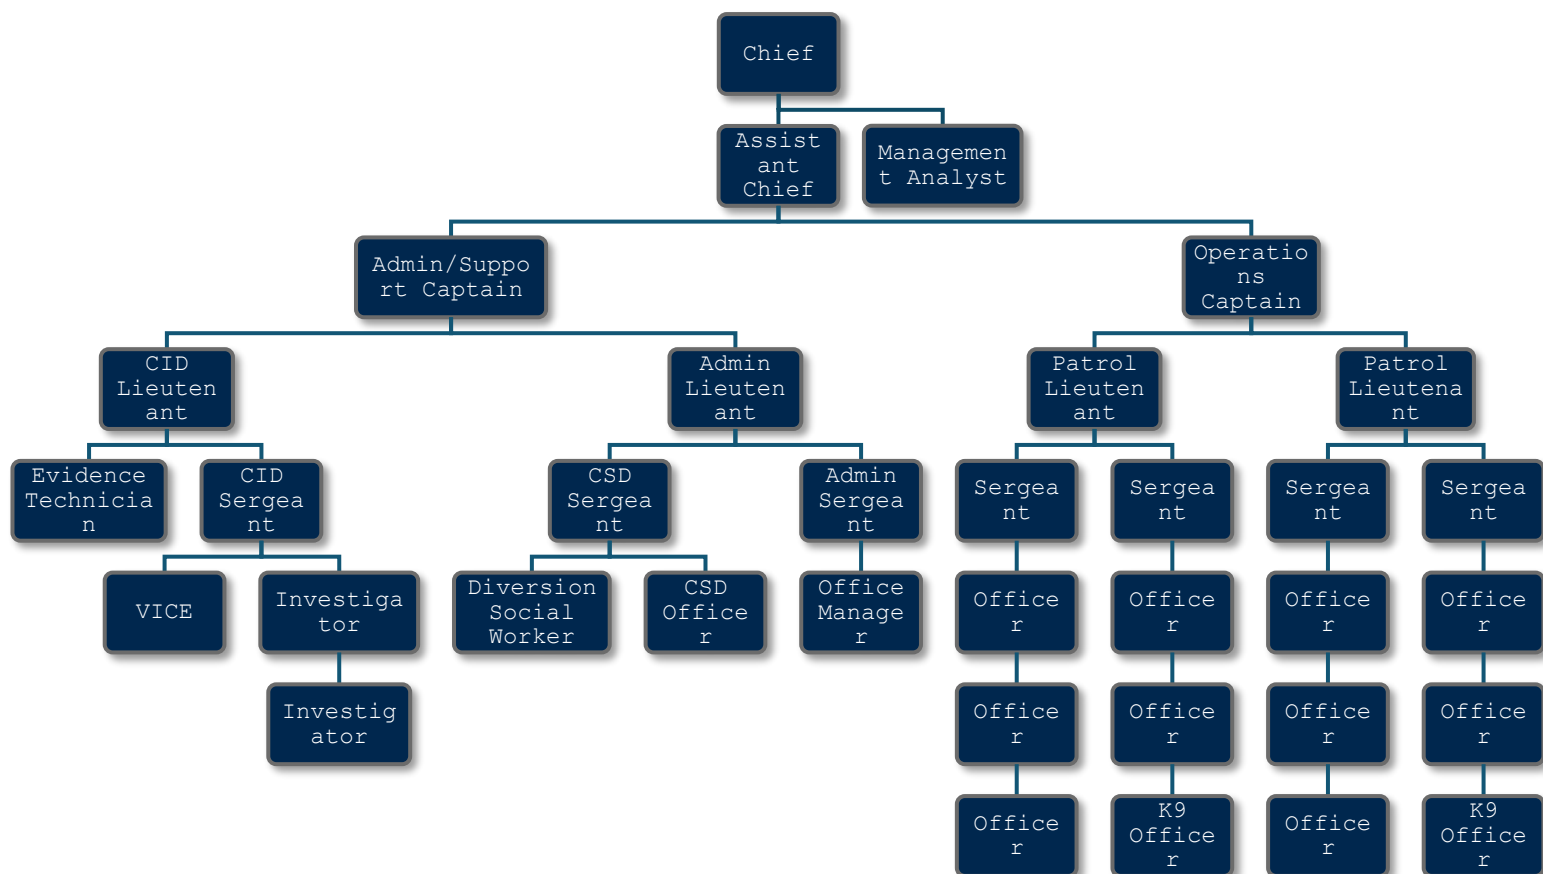 Chief
Assist
ant
Chief
Managemen
t Analyst
Admin/Suppo
rt Captain
Operatio
ns
Captain
CID
Lieuten
ant
Admin
Lieuten
ant
Patrol
Lieuten
ant
Patrol
Lieutena
nt
Evidence
Technicia
n
CID
Sergea
nt
CSD
Sergea
nt
Admin
Sergea
nt
Sergea
nt
Sergea
nt
Sergea
nt
Sergea
nt
VICE
Investiga
tor
Diversion
Social
Worker
CSD
Office
r
Office
Manage
r
Office
r
Office
r
Office
r
Office
r
Investig
ator
Office
r
Office
r
Office
r
Office
r
Office
r
K9
Office
r
Office
r
K9
Office
r